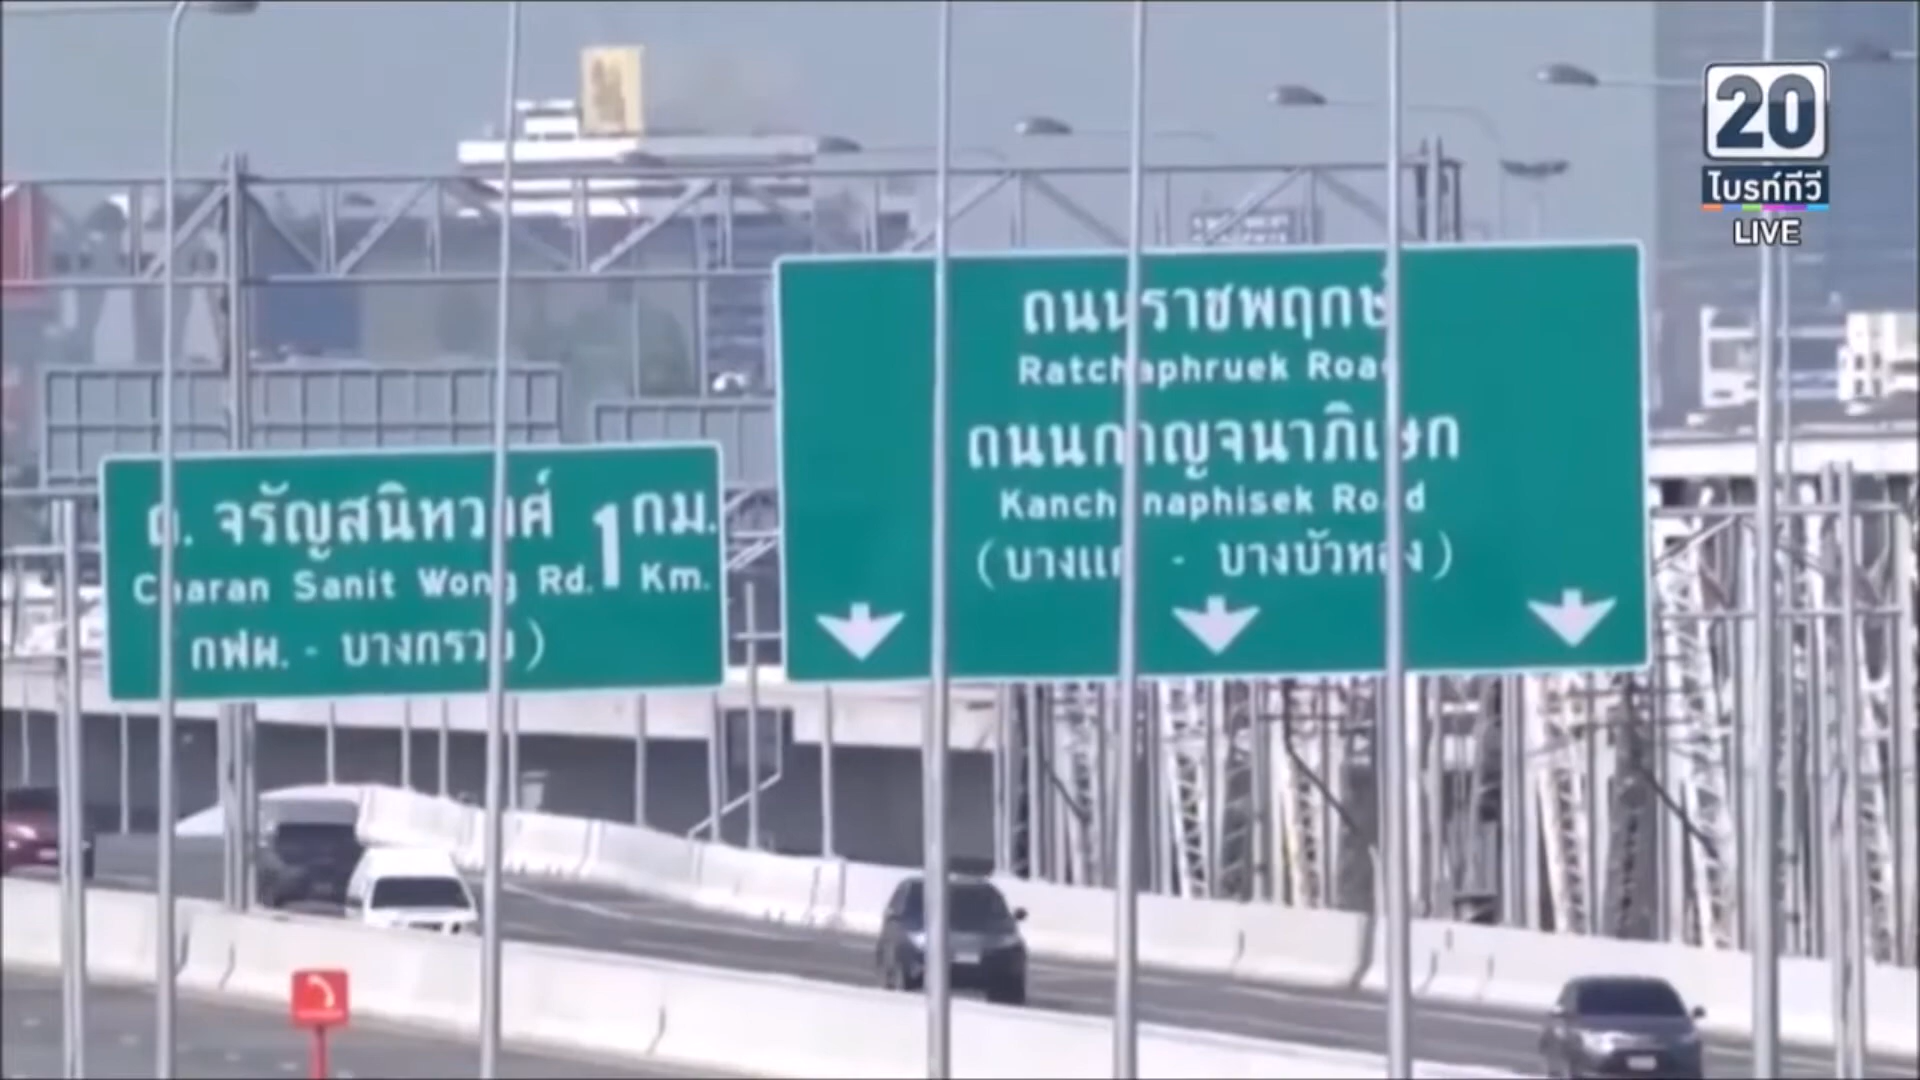 ถ. จรัญสนิทวงศ์ 1 กม.
Charan Sanit Wong Rd. Km.
(กฟผ. - บางกรวย)
ถนนราชพฤกษ์
Ratchaphruek Road
ถนนกาญจนาภิเษก
Kanchanaphisek Road
(บางแค - บางบัวทอง)
20
ไบรท์ทีวี
LIVE